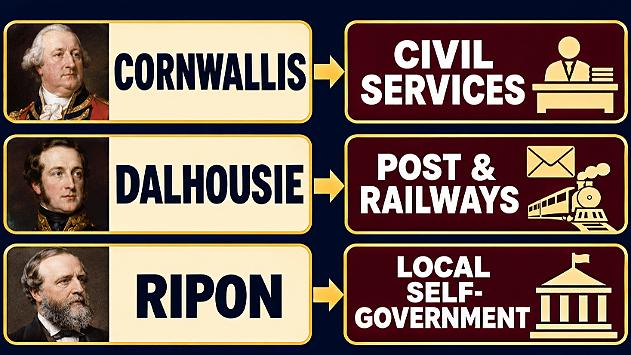 CORNWALLIS
CIVIL
SERVICES
DALHOUSIE
POST &
RAILWAYS
RIPON
LOCAL
SELF-
GOVERNMENT